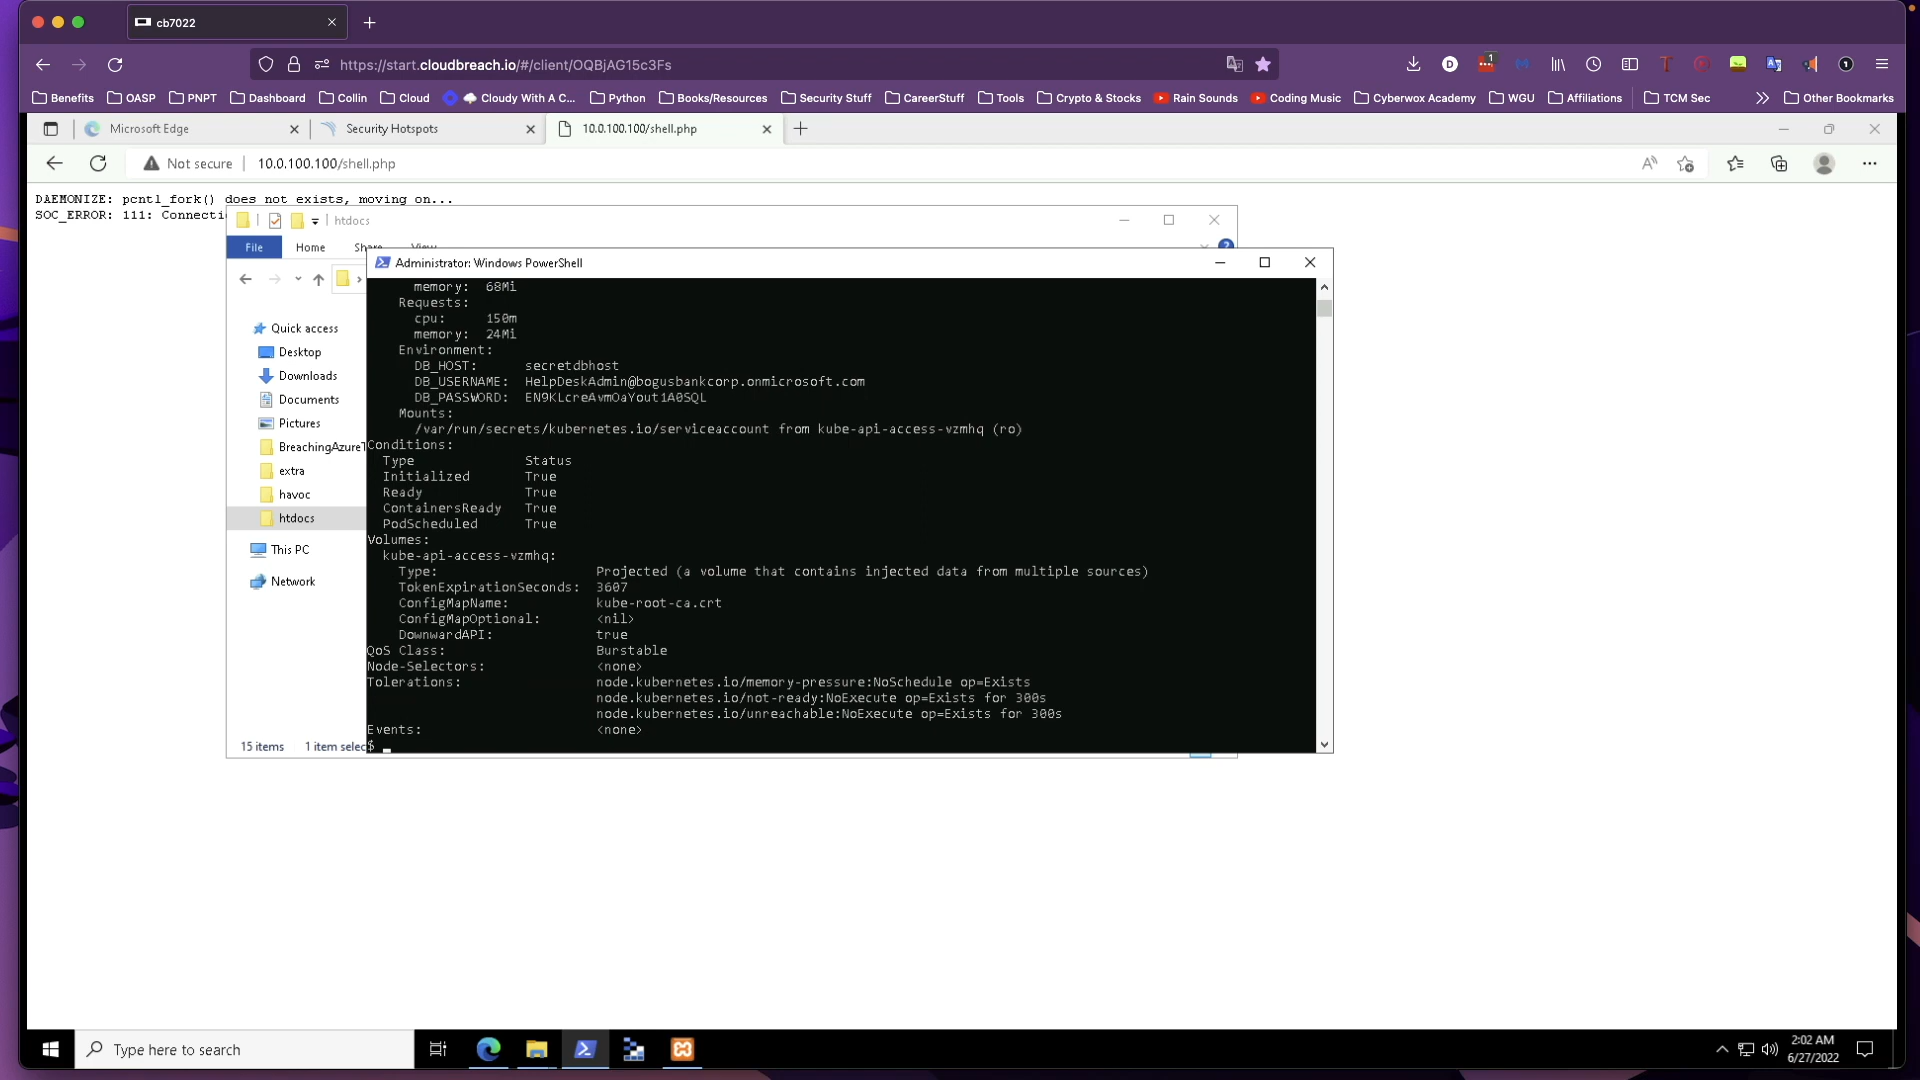 cb7022
https://start.cloudbreach.io/#/client/OQBjAG15c3Fs
1
D
1
Benefits OASP PNPT Dashboard Collin Cloud Cloudy With A C... Python Books/Resources Security Stuff CareerStuff Tools Crypto & Stocks Rain Sounds Coding Music Cyberwox Academy WGU Affiliations TCM Sec Other Bookmarks
Microsoft Edge Security Hotspots 10.0.100.100/shell.php
Not secure 10.0.100.100/shell.php
DAEMONIZE: pcntl_fork() does not exists, moving on...
SOC_ERROR: 111: Connectio
htdocs
File Home Share View
Administrator: Windows PowerShell
Quick access
Desktop
Downloads
Documents
Pictures
BreachingAzureT
extra
havoc
htdocs
This PC
Network
15 items 1 item selec
memory: 68Mi
Requests:
cpu: 150m
memory: 24Mi
Environment:
DB_HOST: secretdbhost
DB_USERNAME: HelpDeskAdmin@bogusbankcorp.onmicrosoft.com
DB_PASSWORD: EN9KLcreAvmOaYout1A0SQL
Mounts:
/var/run/secrets/kubernetes.io/serviceaccount from kube-api-access-vzmhq (ro)
Conditions:
Type Status
Initialized True
Ready True
ContainersReady True
PodScheduled True
Volumes:
kube-api-access-vzmhq:
Type: Projected (a volume that contains injected data from multiple sources)
TokenExpirationSeconds: 3607
ConfigMapName: kube-root-ca.crt
ConfigMapOptional: <nil>
DownwardAPI: true
QoS Class: Burstable
Node-Selectors: <none>
Tolerations: node.kubernetes.io/memory-pressure:NoSchedule op=Exists
node.kubernetes.io/not-ready:NoExecute op=Exists for 300s
node.kubernetes.io/unreachable:NoExecute op=Exists for 300s
Events: <none>
$
Type here to search
2:02 AM
6/27/2022